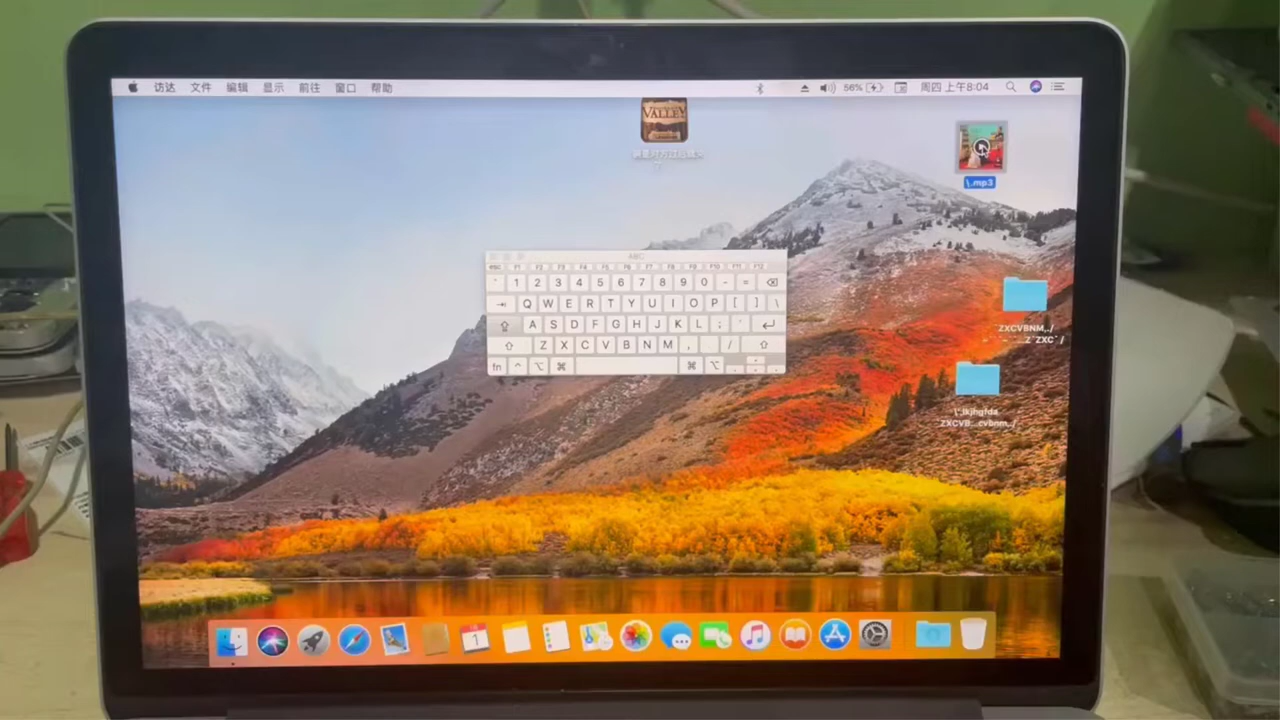 访达 文件 编辑 显示 前往 窗口 帮助 56% 周四 上午8:04
VALLEY
\.mp3
ABC
esc F1 F2 F3 F4 F5 F6 F7 F8 F9 F10 F11 F12
` 1 2 3 4 5 6 7 8 9 0 - =
Q W E R T Y U I O P [ ] \
A S D F G H J K L ; '
Z X C V B N M , . /
fn
`ZXCVBNM,./
\',lkjhgfda
ZXCVB...cvbnm,./
1